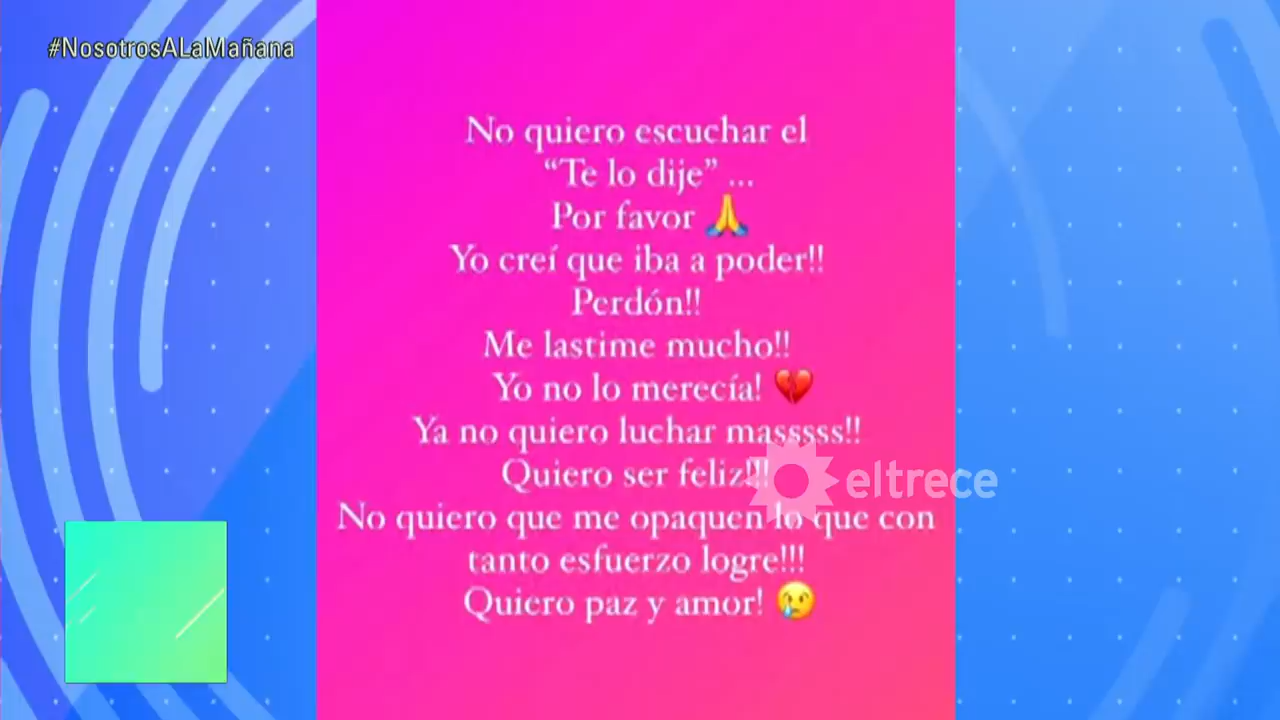 #NosotrosALaMañana
No quiero escuchar el
“Te lo dije” ...
Por favor 🙏
Yo creí que iba a poder!!
Perdón!!
Me lastime mucho!!
Yo no lo merecía! 💔
Ya no quiero luchar masssss!!
Quiero ser feliz!!!
eltrece
No quiero que me opaquen lo que con
tanto esfuerzo logre!!!
Quiero paz y amor! 😢